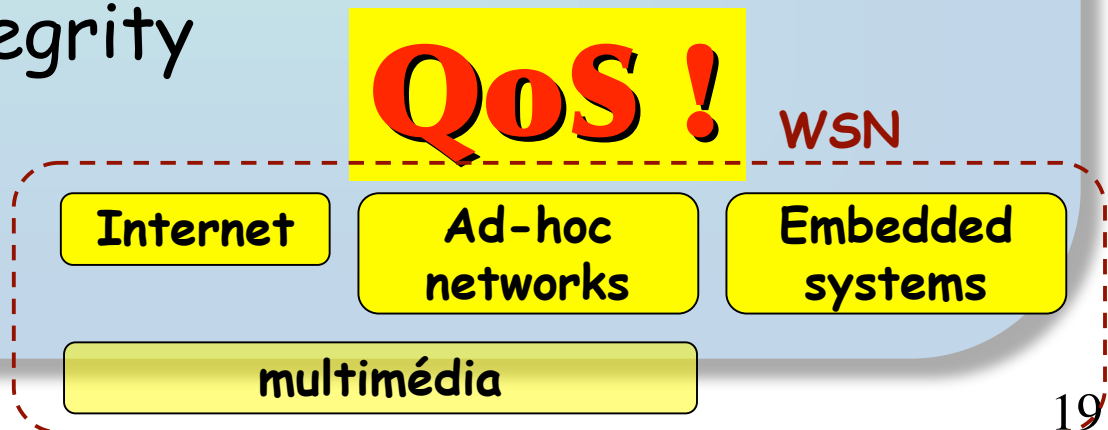 egrity
QoS !
WSN
Internet
Ad-hoc
networks
Embedded
systems
multimédia
19